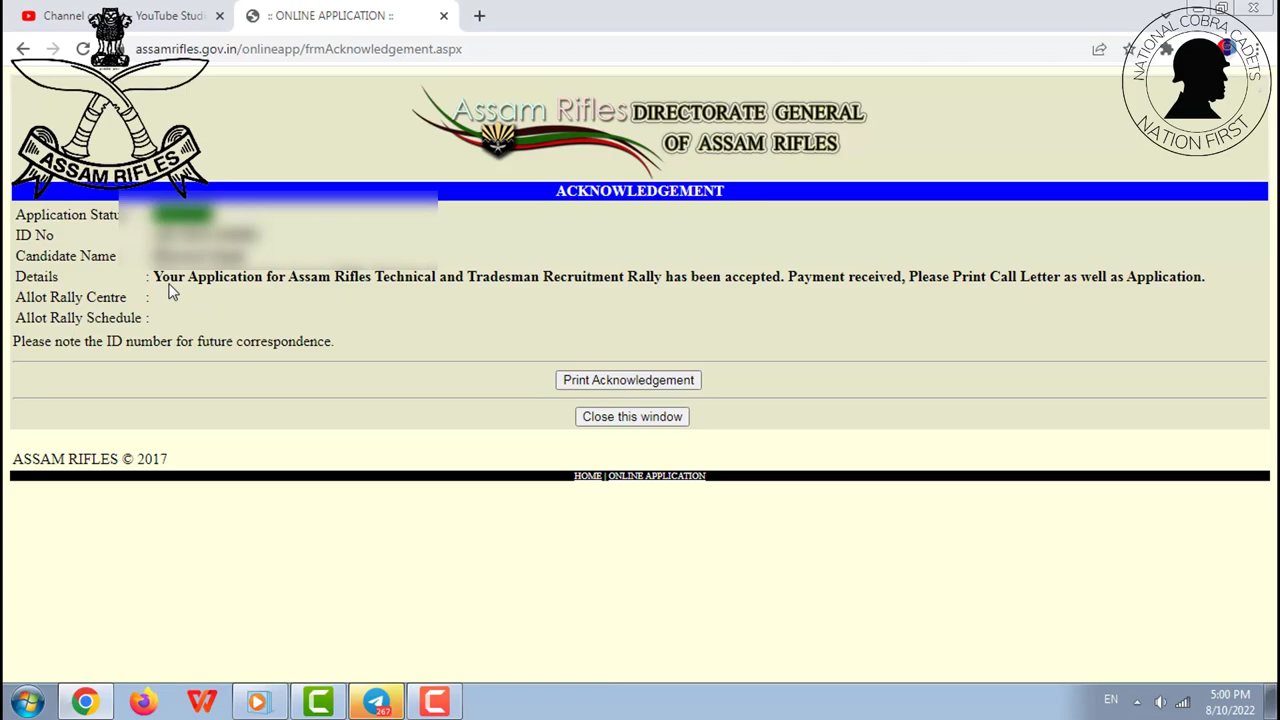 Channel YouTube Studi
:: ONLINE APPLICATION ::
assamrifles.gov.in/onlineapp/frmAcknowledgement.aspx
ASSAM RIFLES
Assam Rifles DIRECTORATE GENERAL
OF ASSAM RIFLES
NATIONAL COBRA CADETS
NATION FIRST
ACKNOWLEDGEMENT
Application Statu
ID No
Candidate Name
Details : Your Application for Assam Rifles Technical and Tradesman Recruitment Rally has been accepted. Payment received, Please Print Call Letter as well as Application.
Allot Rally Centre :
Allot Rally Schedule :
Please note the ID number for future correspondence.
Print Acknowledgement
Close this window
ASSAM RIFLES © 2017
HOME | ONLINE APPLICATION
267
EN
5:00 PM
8/10/2022